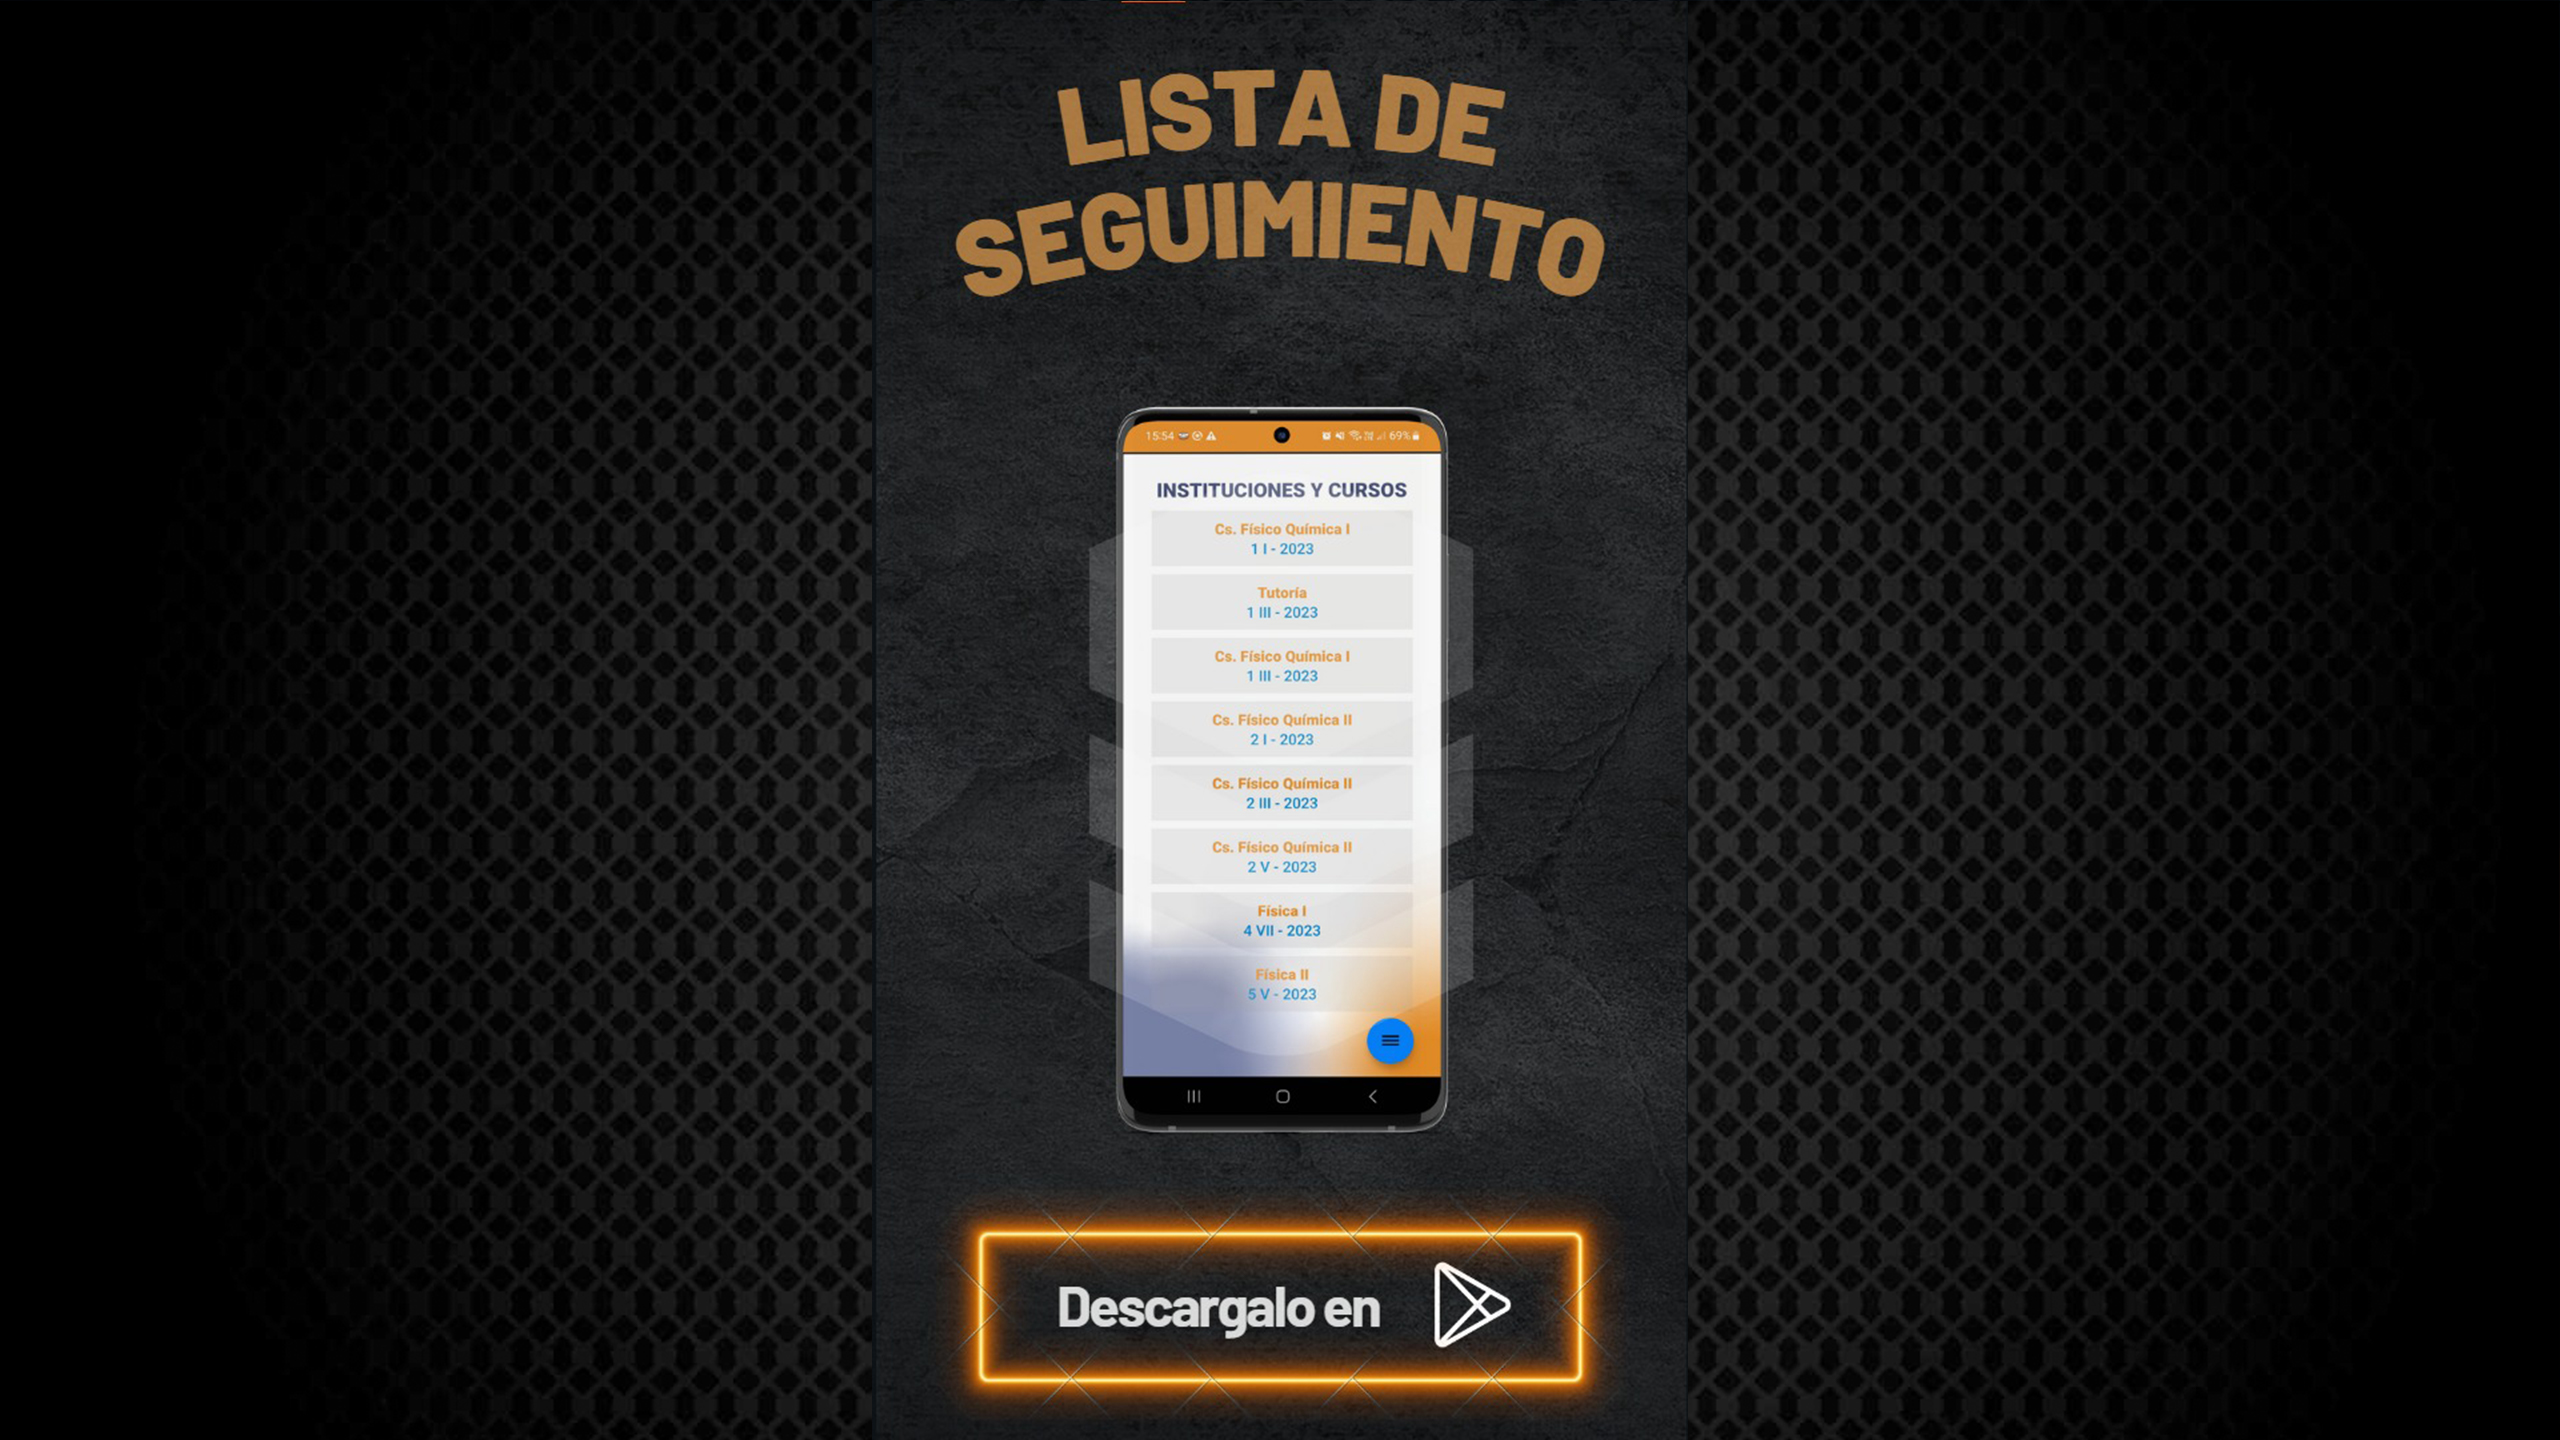 LISTA DE
SEGUIMIENTO
15:54
69%
INSTITUCIONES Y CURSOS
Cs. Físico Química I
1 I - 2023
Tutoría
1 III - 2023
Cs. Físico Química I
1 III - 2023
Cs. Físico Química II
2 I - 2023
Cs. Físico Química II
2 III - 2023
Cs. Físico Química II
2 V - 2023
Física I
4 VII - 2023
Física II
5 V - 2023
Descargalo en